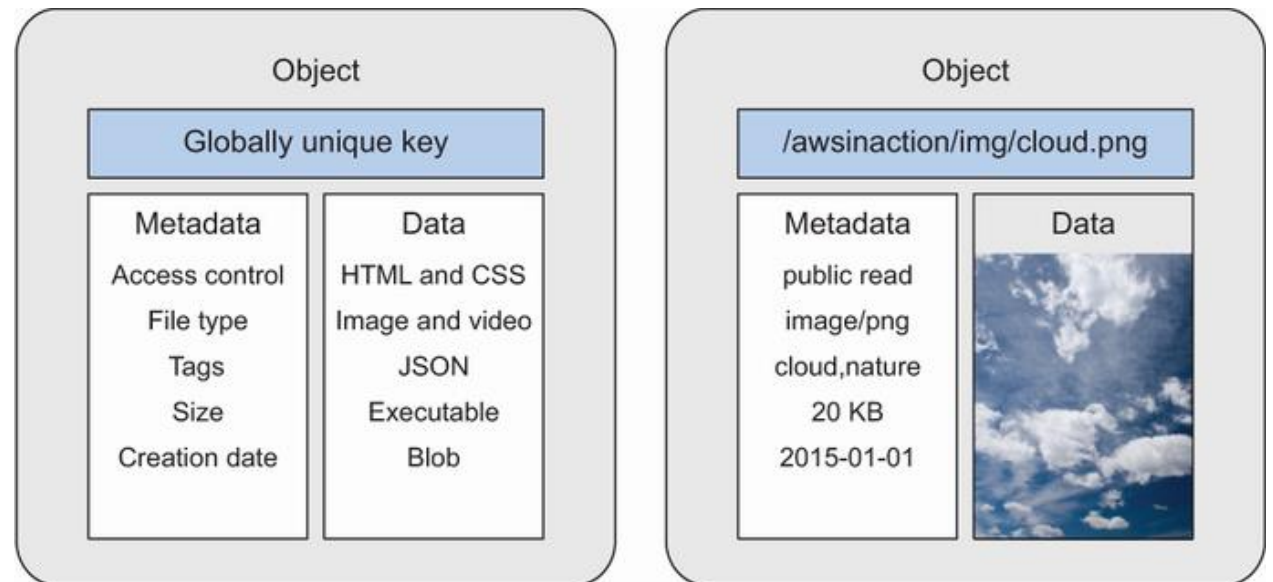 Object
Globally unique key
Metadata
Access control
File type
Tags
Size
Creation date
Data
HTML and CSS
Image and video
JSON
Executable
Blob
Object
/awsinaction/img/cloud.png
Metadata
public read
image/png
cloud,nature
20 KB
2015-01-01
Data